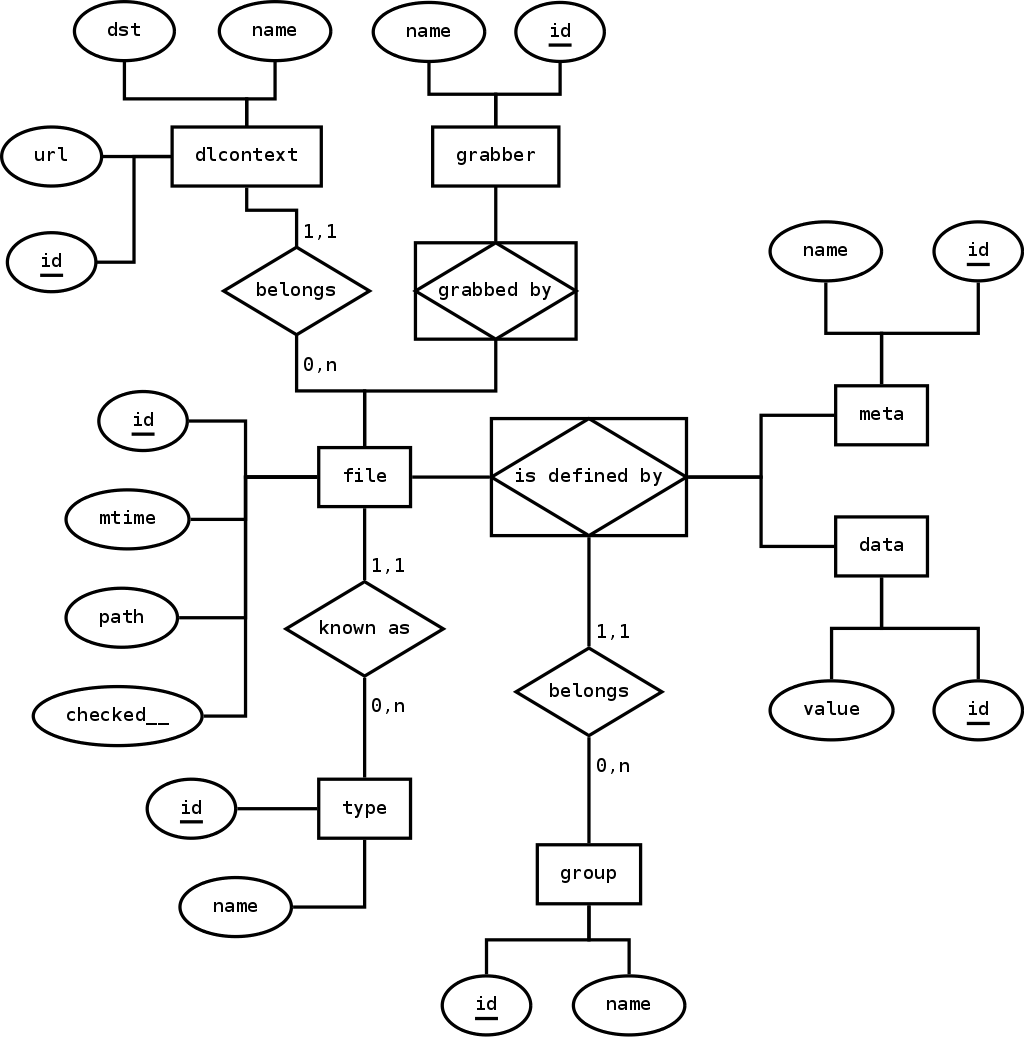 dst
name
name
id
url
dlcontext
grabber
id
1,1
belongs
grabbed by
name
id
0,n
id
meta
file
is defined by
mtime
data
1,1
path
known as
1,1
belongs
0,n
checked__
value
id
0,n
id
type
group
name
id
name